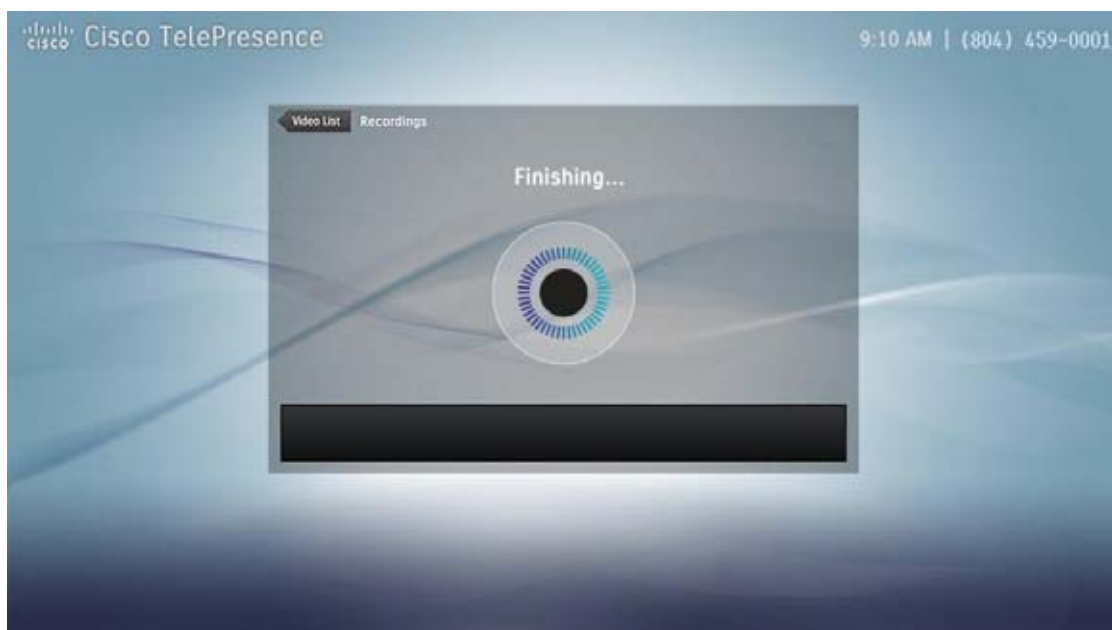 CISCO Cisco TelePresence
9:10 AM | (804) 459-0001
Video List Recordings
Finishing...